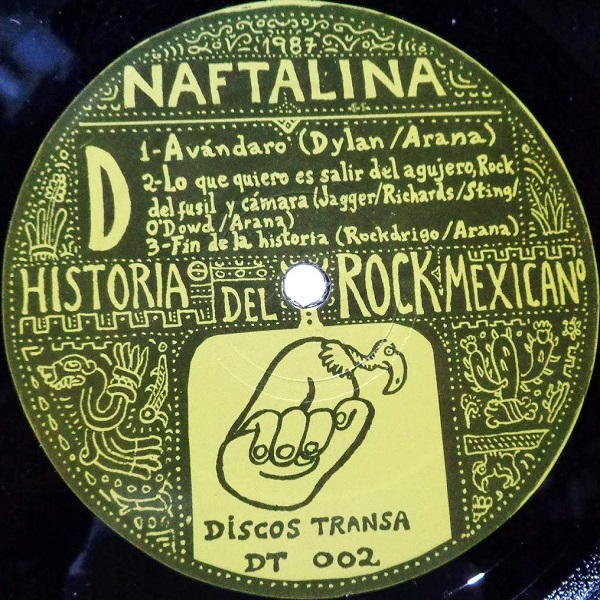 1987
NAFTALINA
D
1-Avándaro (Dylan/Arana)
2-Lo que quiero es salir del agujero, Rock
del fusil y cámara (Jagger/Richards/Sting/
O'Dowd/Arana)
3-Fin de la historia (Rockdrigo/Arana)
HISTORIA DEL ROCK MEXICANO
DISCOS TRANSA
DT 002